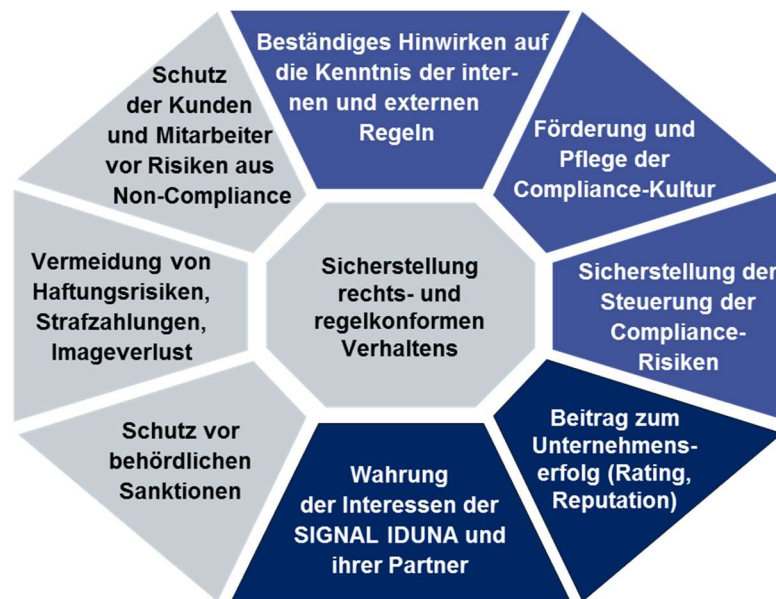 Beständiges Hinwirken auf
die Kenntnis der inter-
nen und externen
Regeln
Förderung und
Pflege der
Compliance-Kultur
Sicherstellung der
Steuerung der
Compliance-
Risiken
Beitrag zum
Unternehmens-
erfolg (Rating,
Reputation)
Wahrung
der Interessen der
SIGNAL IDUNA und
ihrer Partner
Schutz vor
behördlichen
Sanktionen
Vermeidung von
Haftungsrisiken,
Strafzahlungen,
Imageverlust
Schutz
der Kunden
und Mitarbeiter
vor Risiken aus
Non-Compliance
Sicherstellung
rechts- und
regelkonformen
Verhaltens